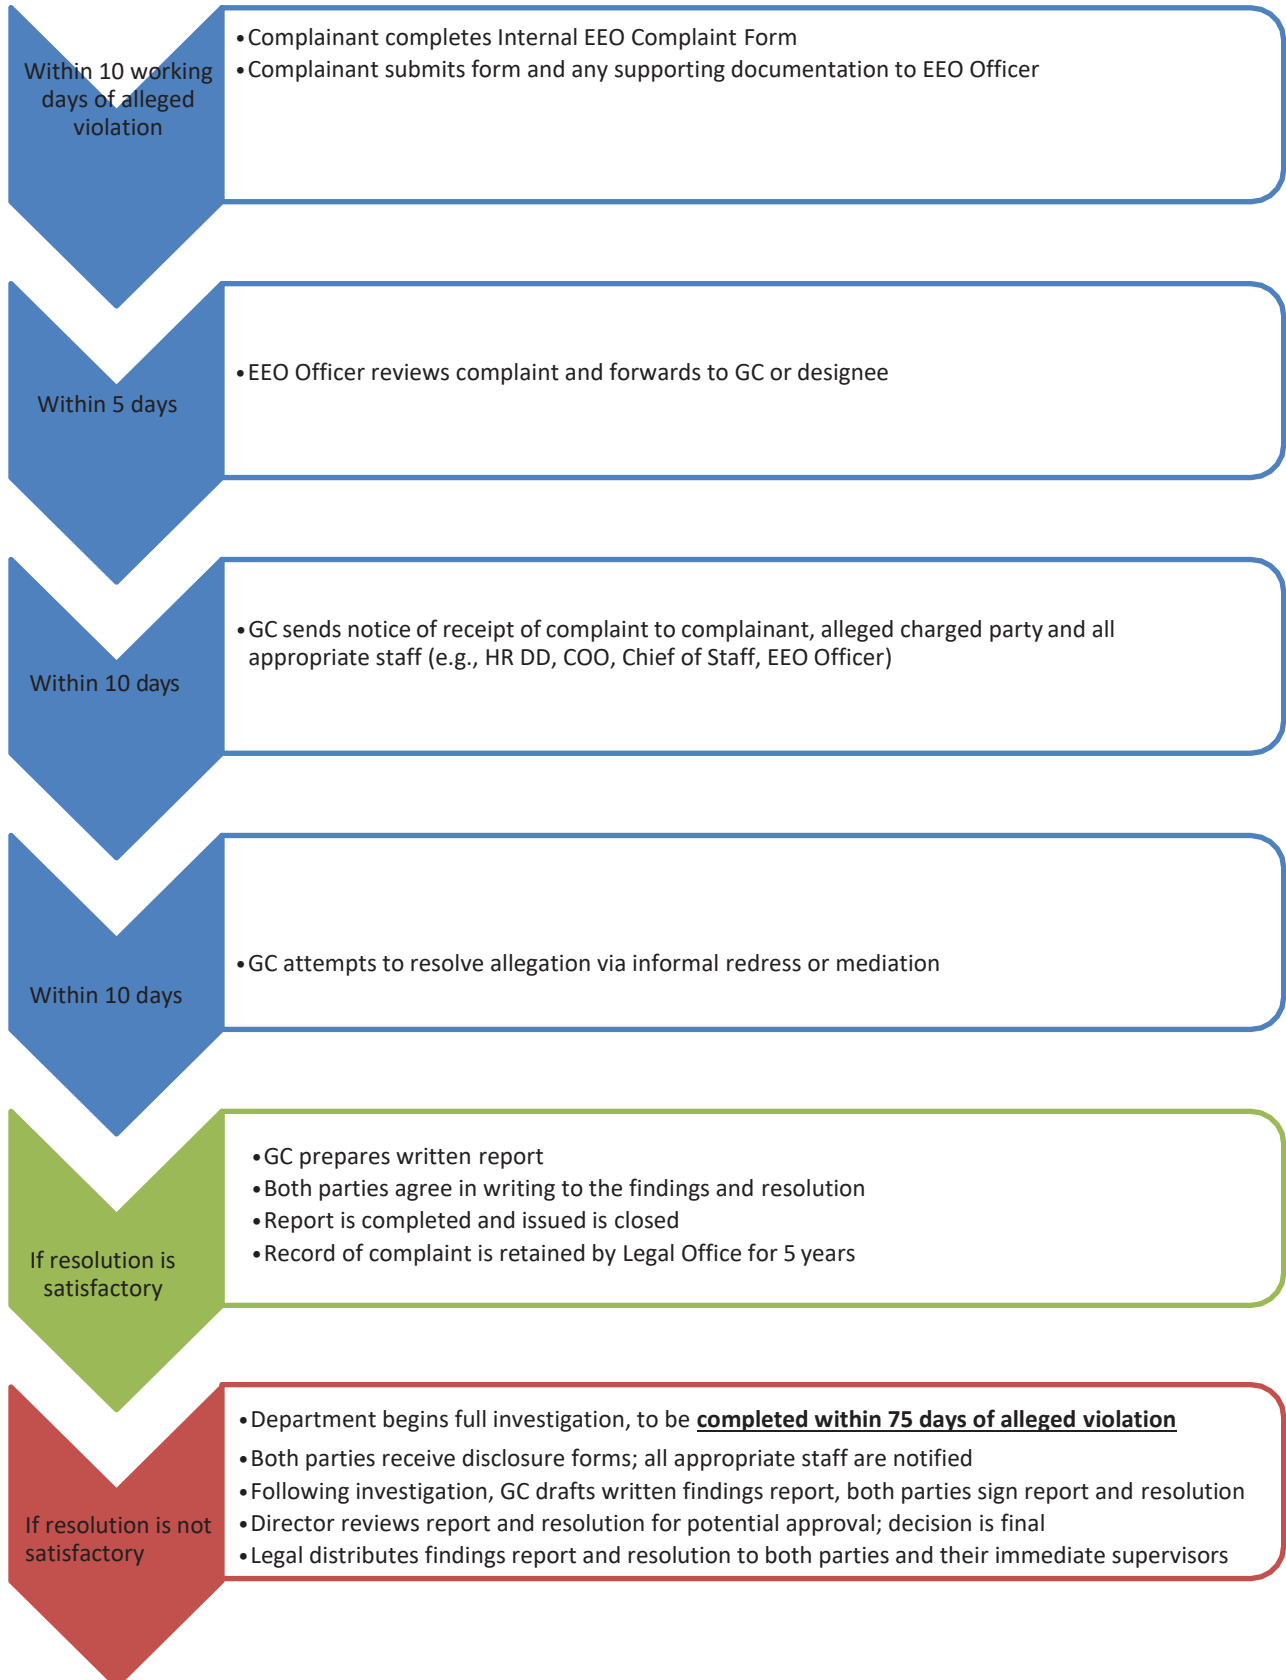 Within 10 working
days of alleged
violation
•Complainant completes Internal EEO Complaint Form
•Complainant submits form and any supporting documentation to EEO Officer
Within 5 days
•EEO Officer reviews complaint and forwards to GC or designee
Within 10 days
•GC sends notice of receipt of complaint to complainant, alleged charged party and all
appropriate staff (e.g., HR DD, COO, Chief of Staff, EEO Officer)
Within 10 days
•GC attempts to resolve allegation via informal redress or mediation
If resolution is
satisfactory
•GC prepares written report
•Both parties agree in writing to the findings and resolution
•Report is completed and issued is closed
•Record of complaint is retained by Legal Office for 5 years
If resolution is not
satisfactory
•Department begins full investigation, to be completed within 75 days of alleged violation
•Both parties receive disclosure forms; all appropriate staff are notified
•Following investigation, GC drafts written findings report, both parties sign report and resolution
•Director reviews report and resolution for potential approval; decision is final
•Legal distributes findings report and resolution to both parties and their immediate supervisors